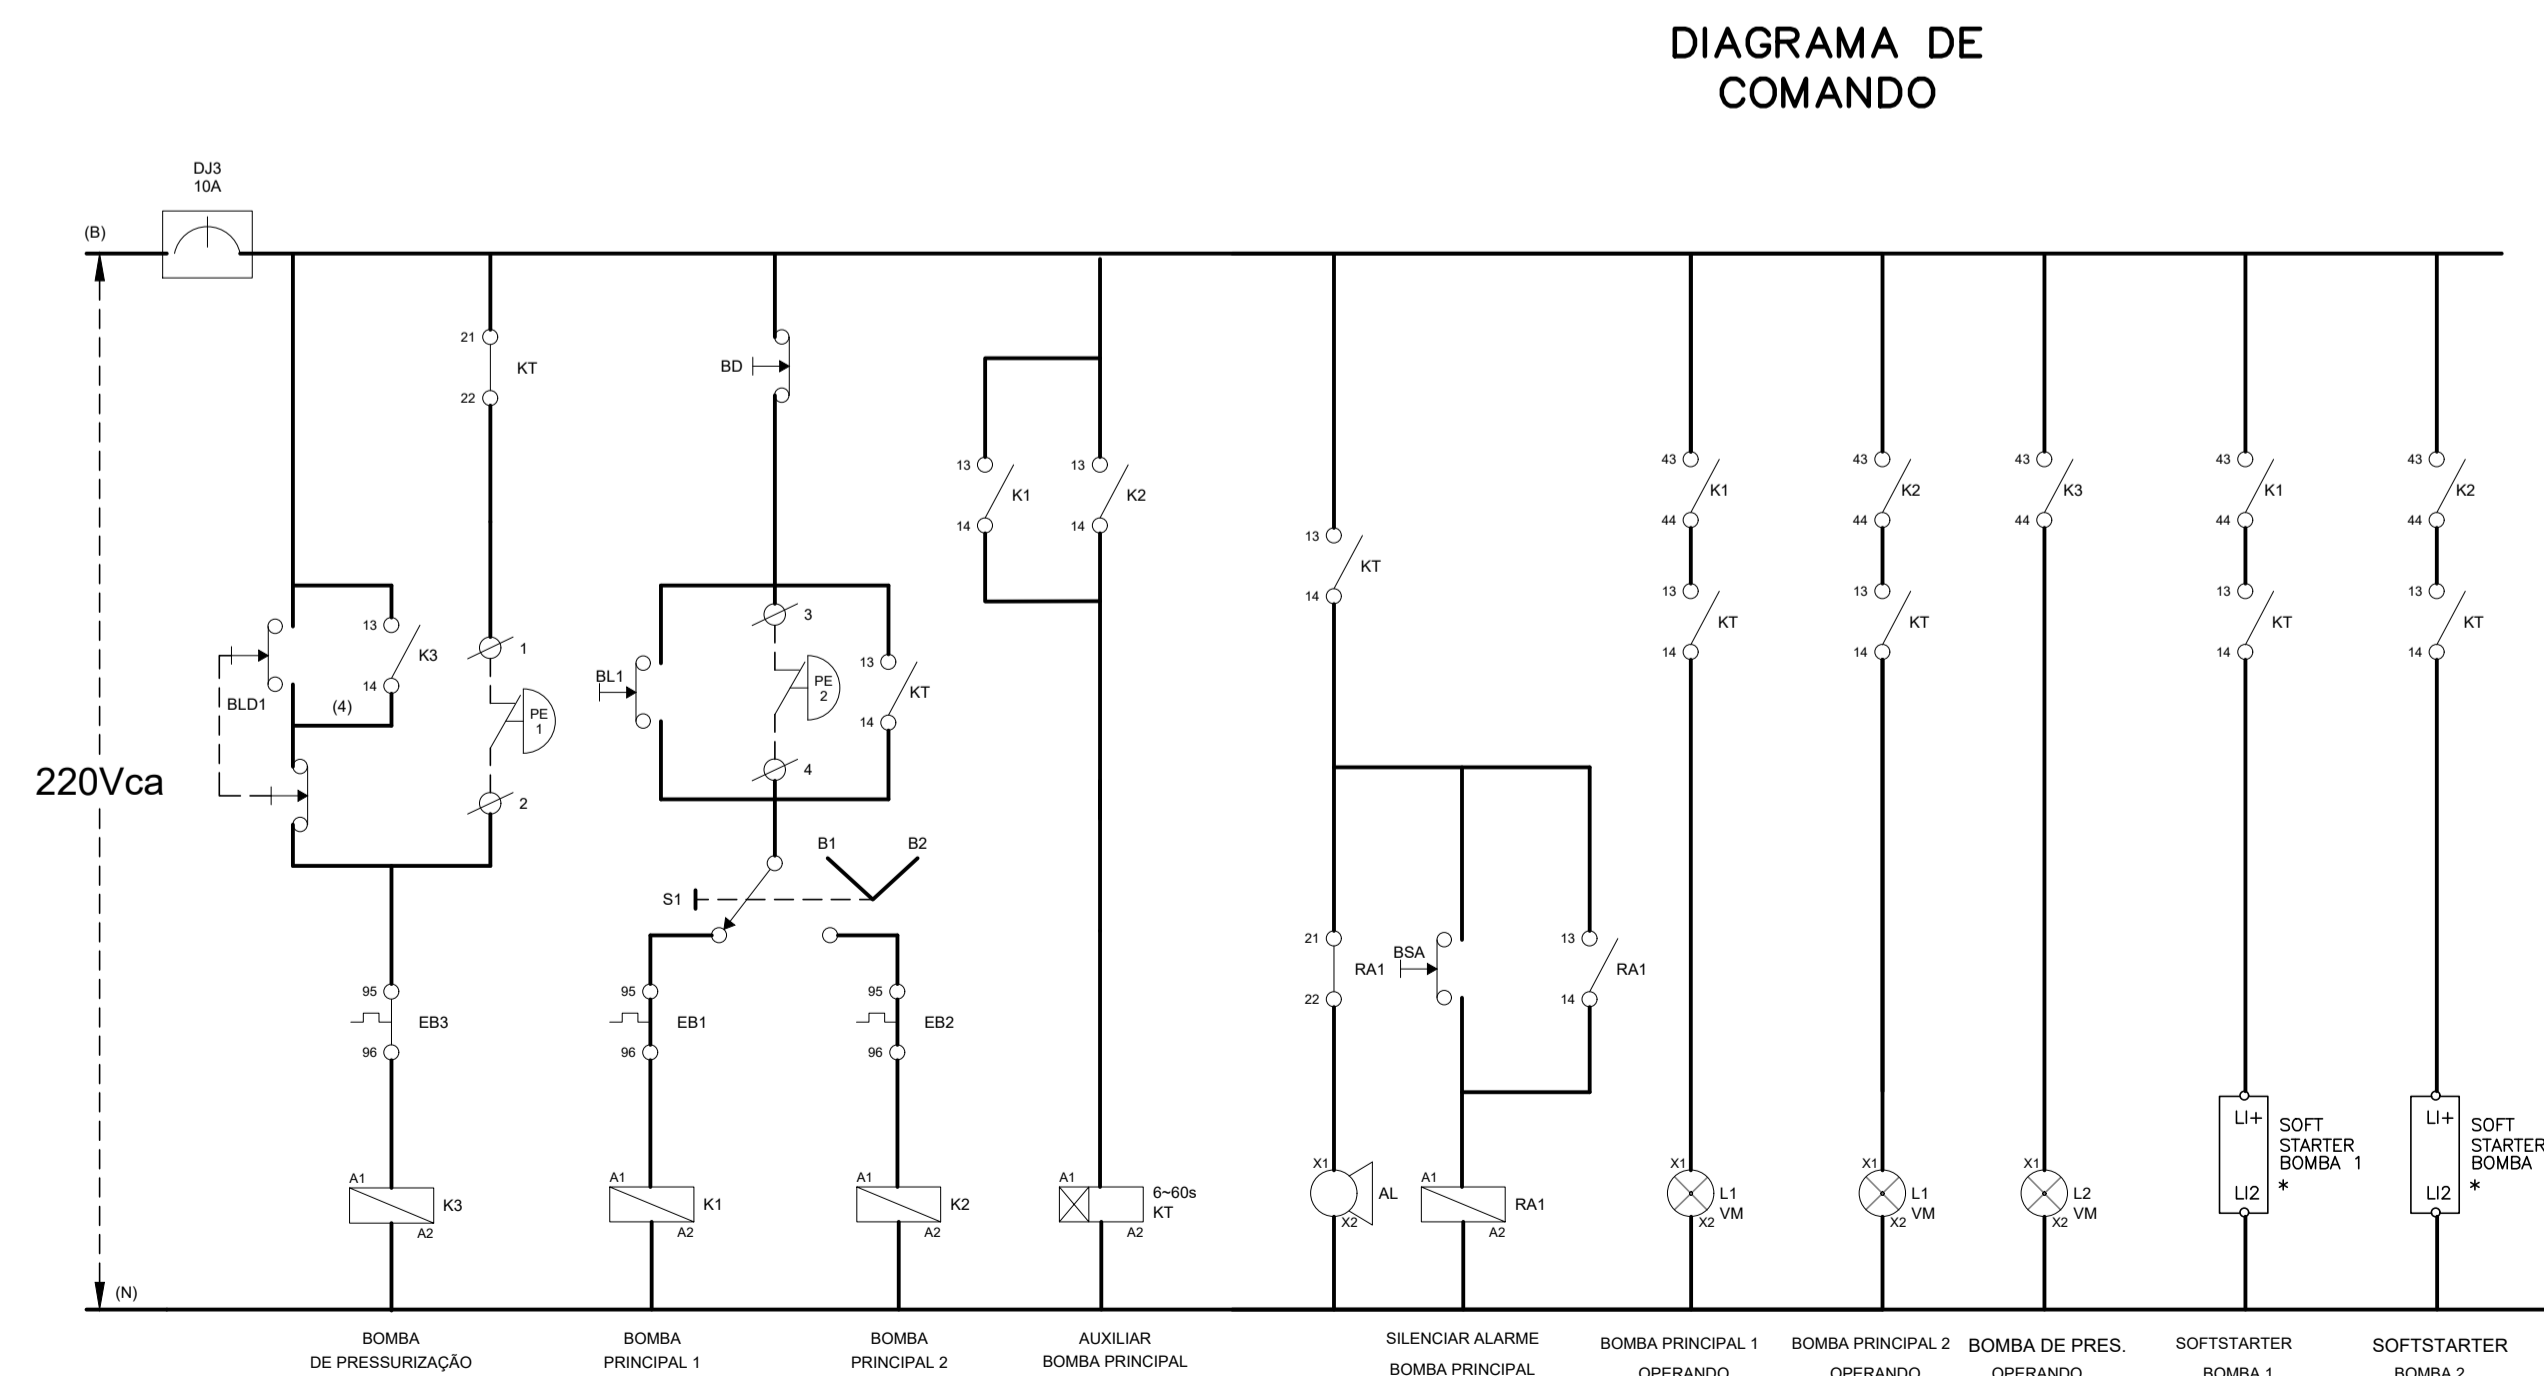 DIAGRAMA DE
COMANDO
DJ3
10A
(B)
21
KT
22
BD
13
K1
14
13
K2
14
43
K1
44
43
K2
44
43
K3
44
43
K1
44
43
K2
44
13
KT
14
13
KT
14
13
KT
14
13
KT
14
13
KT
14
13
K3
14
BLD1
(4)
1
PE
1
2
3
BL1
PE
2
13
KT
14
4
220Vca
B1
B2
S1
21
RA1
22
BSA
13
RA1
14
95
EB3
96
95
EB1
96
95
EB2
96
A1
K3
A2
A1
K1
A2
A1
K2
A2
A1
6~60s
KT
A2
X1
AL
X2
A1
RA1
A2
X1
L1
VM
X2
X1
L1
VM
X2
X1
L2
VM
X2
LI+
LI2
SOFT
STARTER
BOMBA 1
*
LI+
LI2
SOFT
STARTER
BOMBA
*
(N)
BOMBA
DE PRESSURIZAÇÃO
BOMBA
PRINCIPAL 1
BOMBA
PRINCIPAL 2
AUXILIAR
BOMBA PRINCIPAL
SILENCIAR ALARME
BOMBA PRINCIPAL
BOMBA PRINCIPAL 1
OPERANDO
BOMBA PRINCIPAL 2
OPERANDO
BOMBA DE PRES.
OPERANDO
SOFTSTARTER
BOMBA 1
SOFTSTARTER
BOMBA 2